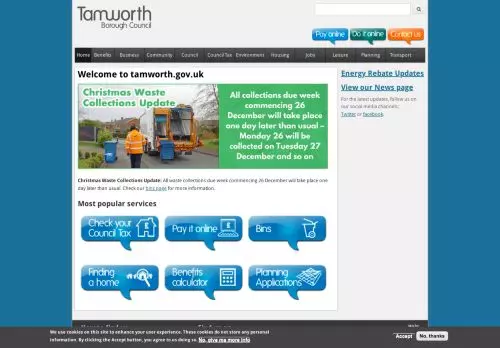 Tamworth
Borough Council
Pay online
Do it online
Contact us
Home Benefits Business Community Council Council Tax Environment Housing Jobs Leisure Planning Transport
Welcome to tamworth.gov.uk
Christmas Waste
Collections Update
All collections due week
commencing 26
December will take place
one day later than usual –
Monday 26 will be
collected on Tuesday 27
December and so on
Christmas Waste Collections Update: All waste collections due week commencing 26 December will take place one
day later than usual. Check our bins page for more information.
Most popular services
Check your
Council Tax
Pay it online
Bins
Finding
a home
Benefits
calculator
Planning
Applications
Energy Rebate Updates
View our News page
For the latest updates, follow us on
our social media channels:
Twitter or Facebook.
We use cookies on this site to enhance your user experience. These cookies do not store any personal
information. By clicking the Accept button, you agree to us doing so. No, give me more info
Accept
No, thanks